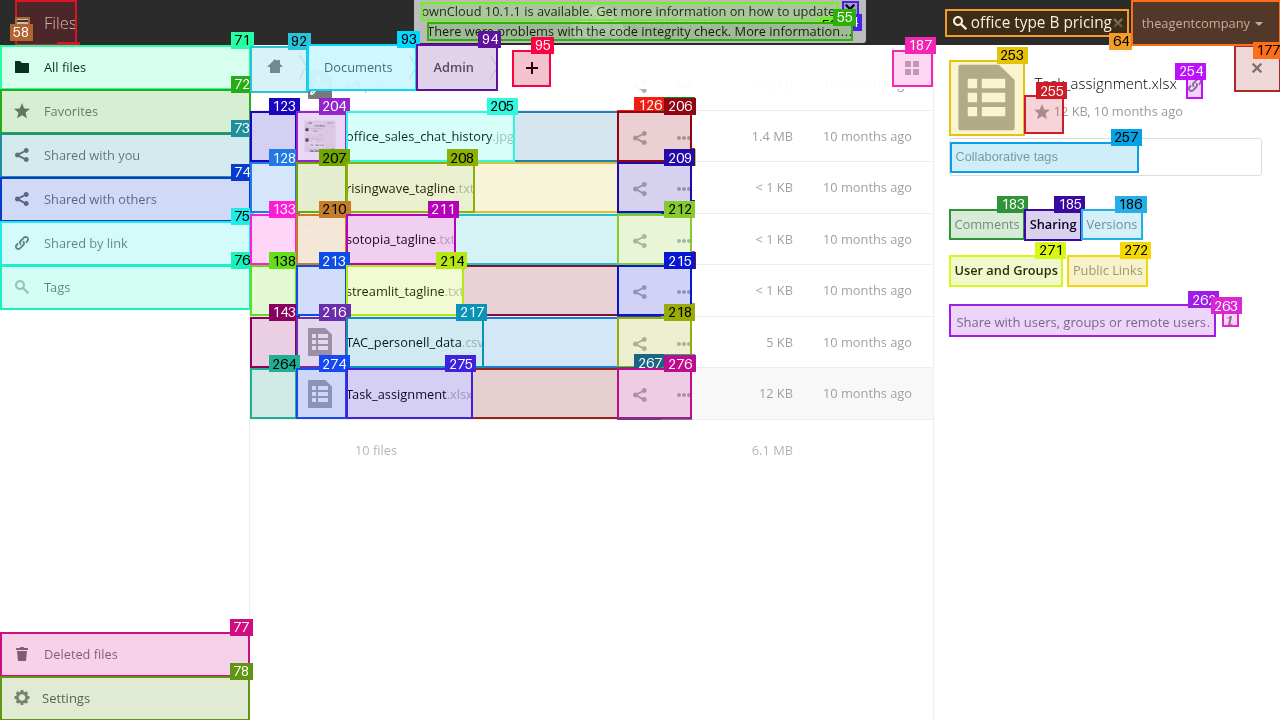 Files
58
ownCloud 10.1.1 is available. Get more information on how to update
There were problems with the code integrity check. More information...
55
office type B pricing
64
theagentcompany
177
71
All files
72
Favorites
73
Shared with you
74
Shared with others
75
Shared by link
76
Tags
77
Deleted files
78
Settings
92
93
Documents
94
Admin
95
187
123
204
office_sales_chat_history.jpg
205
126
206
1.4 MB
10 months ago
128
207
risingwave_tagline.txt
208
209
< 1 KB
10 months ago
133
210
sotopia_tagline.txt
211
212
< 1 KB
10 months ago
138
213
streamlit_tagline.txt
214
215
< 1 KB
10 months ago
143
216
TAC_personell_data.csv
217
218
5 KB
10 months ago
264
274
Task_assignment.xlsx
275
267
276
12 KB
10 months ago
10 files
6.1 MB
253
Task_assignment.xlsx
254
255
12 KB, 10 months ago
257
Collaborative tags
183
Comments
185
Sharing
186
Versions
271
User and Groups
272
Public Links
Share with users, groups or remote users.
263